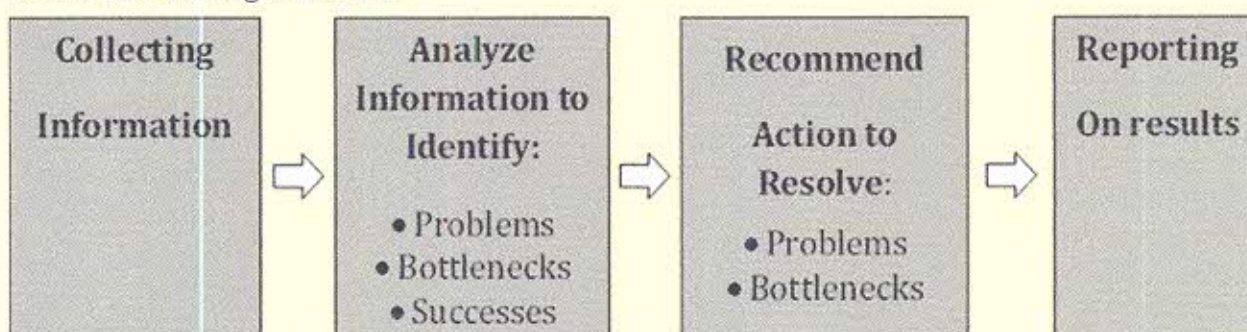 Collecting
Information
Analyze
Information to
Identify:
• Problems
• Bottlenecks
• Successes
Recommend
Action to
Resolve:
• Problems
• Bottlenecks
Reporting
On results